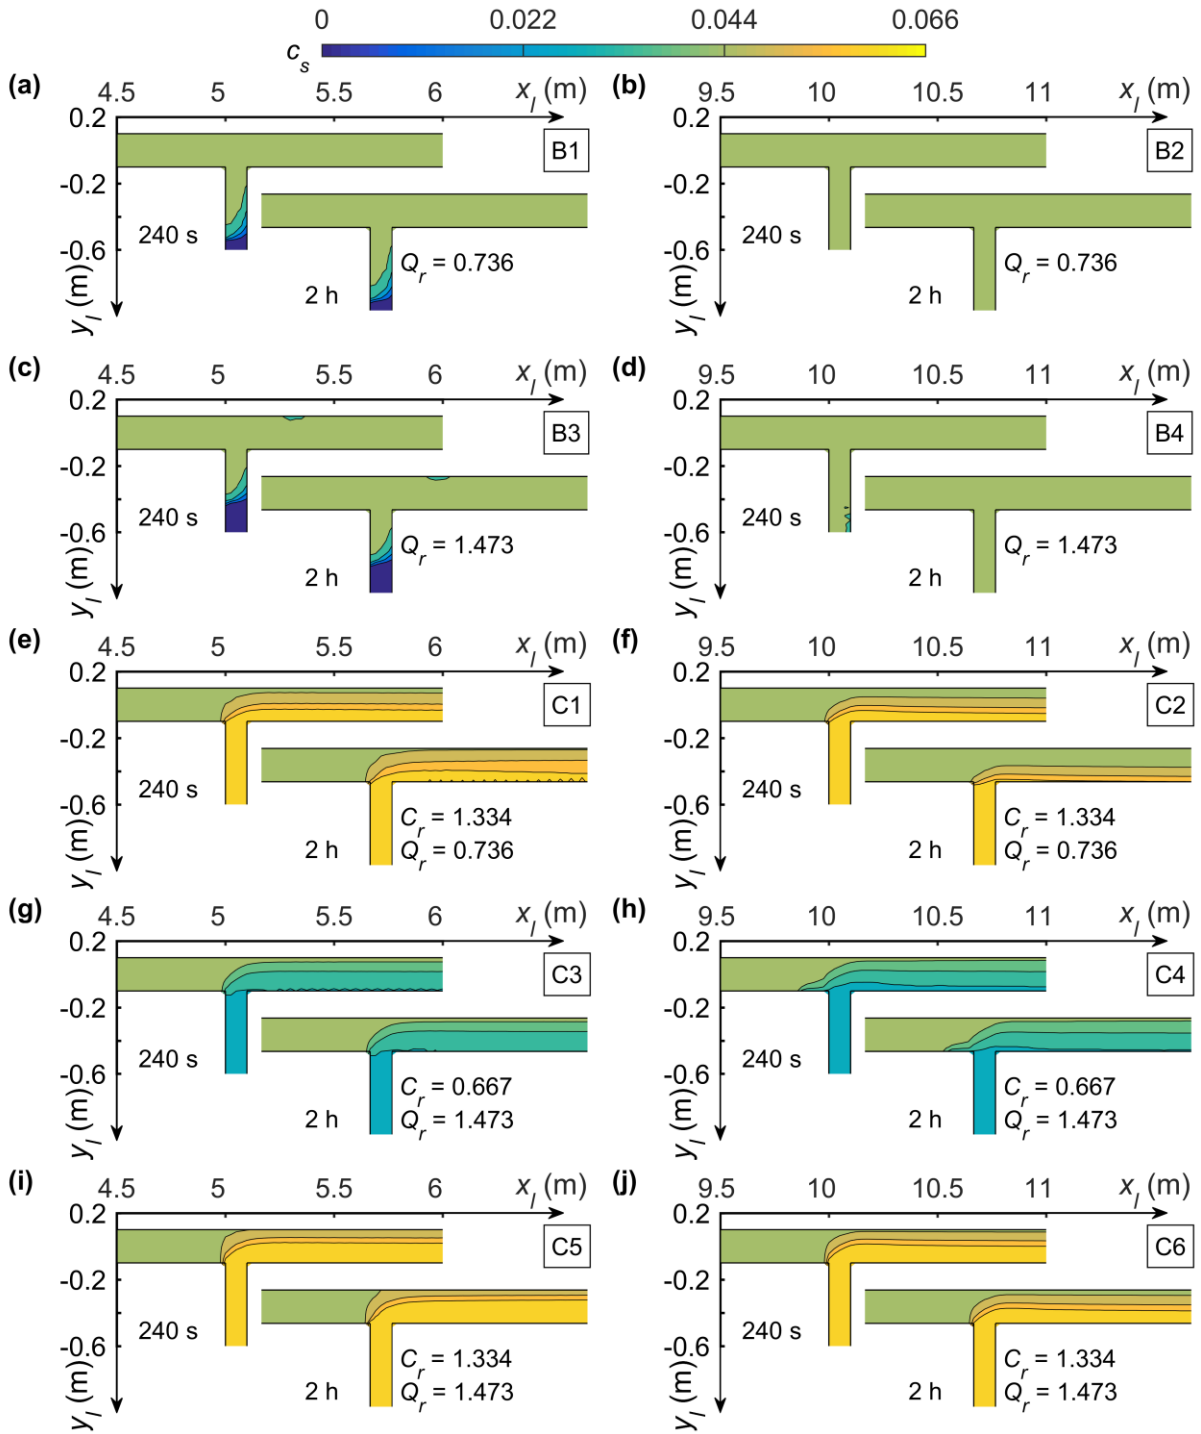 0 0.022 0.044 0.066
c_s
(a) 4.5 5 5.5 6 x_l (m)
0.2
B1
-0.2
240 s
-0.6
Q_r = 0.736
2 h
y_l (m)
(b) 9.5 10 10.5 11 x_l (m)
0.2
B2
-0.2
240 s
-0.6
Q_r = 0.736
2 h
y_l (m)
(c) 4.5 5 5.5 6 x_l (m)
0.2
B3
-0.2
240 s
-0.6
Q_r = 1.473
2 h
y_l (m)
(d) 9.5 10 10.5 11 x_l (m)
0.2
B4
-0.2
240 s
-0.6
Q_r = 1.473
2 h
y_l (m)
(e) 4.5 5 5.5 6 x_l (m)
0.2
C1
-0.2
240 s
-0.6
C_r = 1.334
2 h
Q_r = 0.736
y_l (m)
(f) 9.5 10 10.5 11 x_l (m)
0.2
C2
-0.2
240 s
-0.6
C_r = 1.334
2 h
Q_r = 0.736
y_l (m)
(g) 4.5 5 5.5 6 x_l (m)
0.2
C3
-0.2
240 s
-0.6
C_r = 0.667
2 h
Q_r = 1.473
y_l (m)
(h) 9.5 10 10.5 11 x_l (m)
0.2
C4
-0.2
240 s
-0.6
C_r = 0.667
2 h
Q_r = 1.473
y_l (m)
(i) 4.5 5 5.5 6 x_l (m)
0.2
C5
-0.2
240 s
-0.6
C_r = 1.334
2 h
Q_r = 1.473
y_l (m)
(j) 9.5 10 10.5 11 x_l (m)
0.2
C6
-0.2
240 s
-0.6
C_r = 1.334
2 h
Q_r = 1.473
y_l (m)